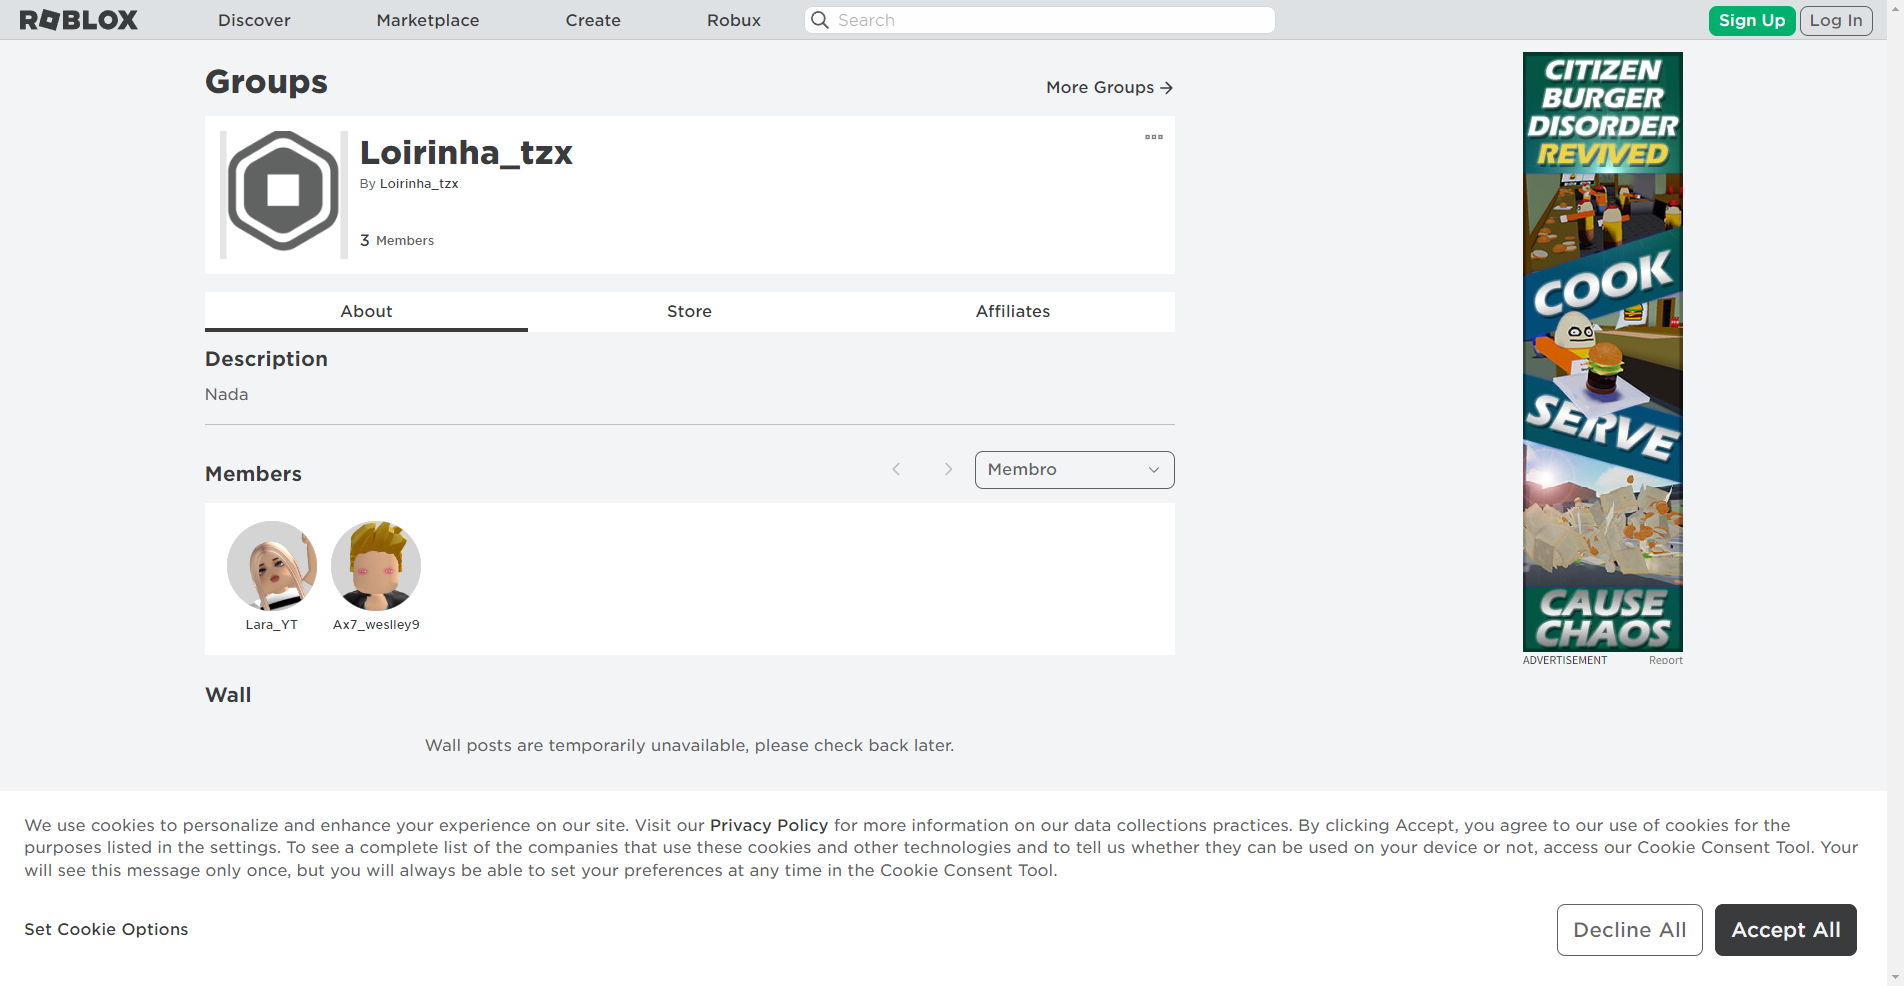 ROBLOX
Discover
Marketplace
Create
Robux
Search
Sign Up
Log In
Groups
More Groups
Loirinha_tzx
By Loirinha_tzx
3 Members
About
Store
Affiliates
Description
Nada
Members
Membro
Lara_YT
Ax7_weslley9
Wall
Wall posts are temporarily unavailable, please check back later.
CITIZEN
BURGER
DISORDER
REVIVED
COOK
SERVE
CAUSE
CHAOS
ADVERTISEMENT
Report
We use cookies to personalize and enhance your experience on our site. Visit our Privacy Policy for more information on our data collections practices. By clicking Accept, you agree to our use of cookies for the
purposes listed in the settings. To see a complete list of the companies that use these cookies and other technologies and to tell us whether they can be used on your device or not, access our Cookie Consent Tool. Your
will see this message only once, but you will always be able to set your preferences at any time in the Cookie Consent Tool.
Set Cookie Options
Decline All
Accept All